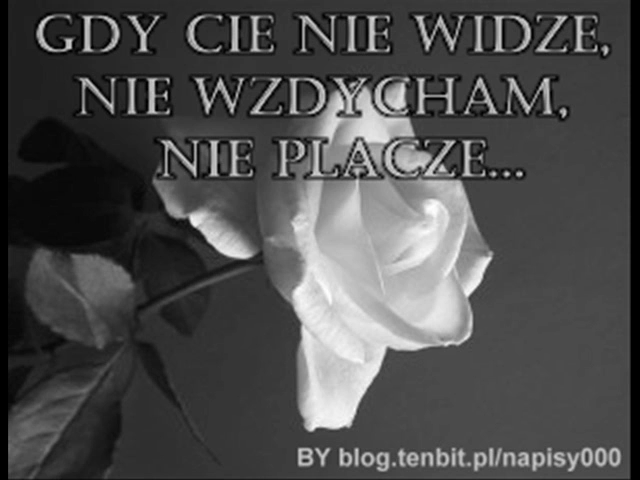 GDY CIE NIE WIDZE,
NIE WZDYCHAM,
NIE PLACZE...
BY blog.tenbit.pl/napisy000